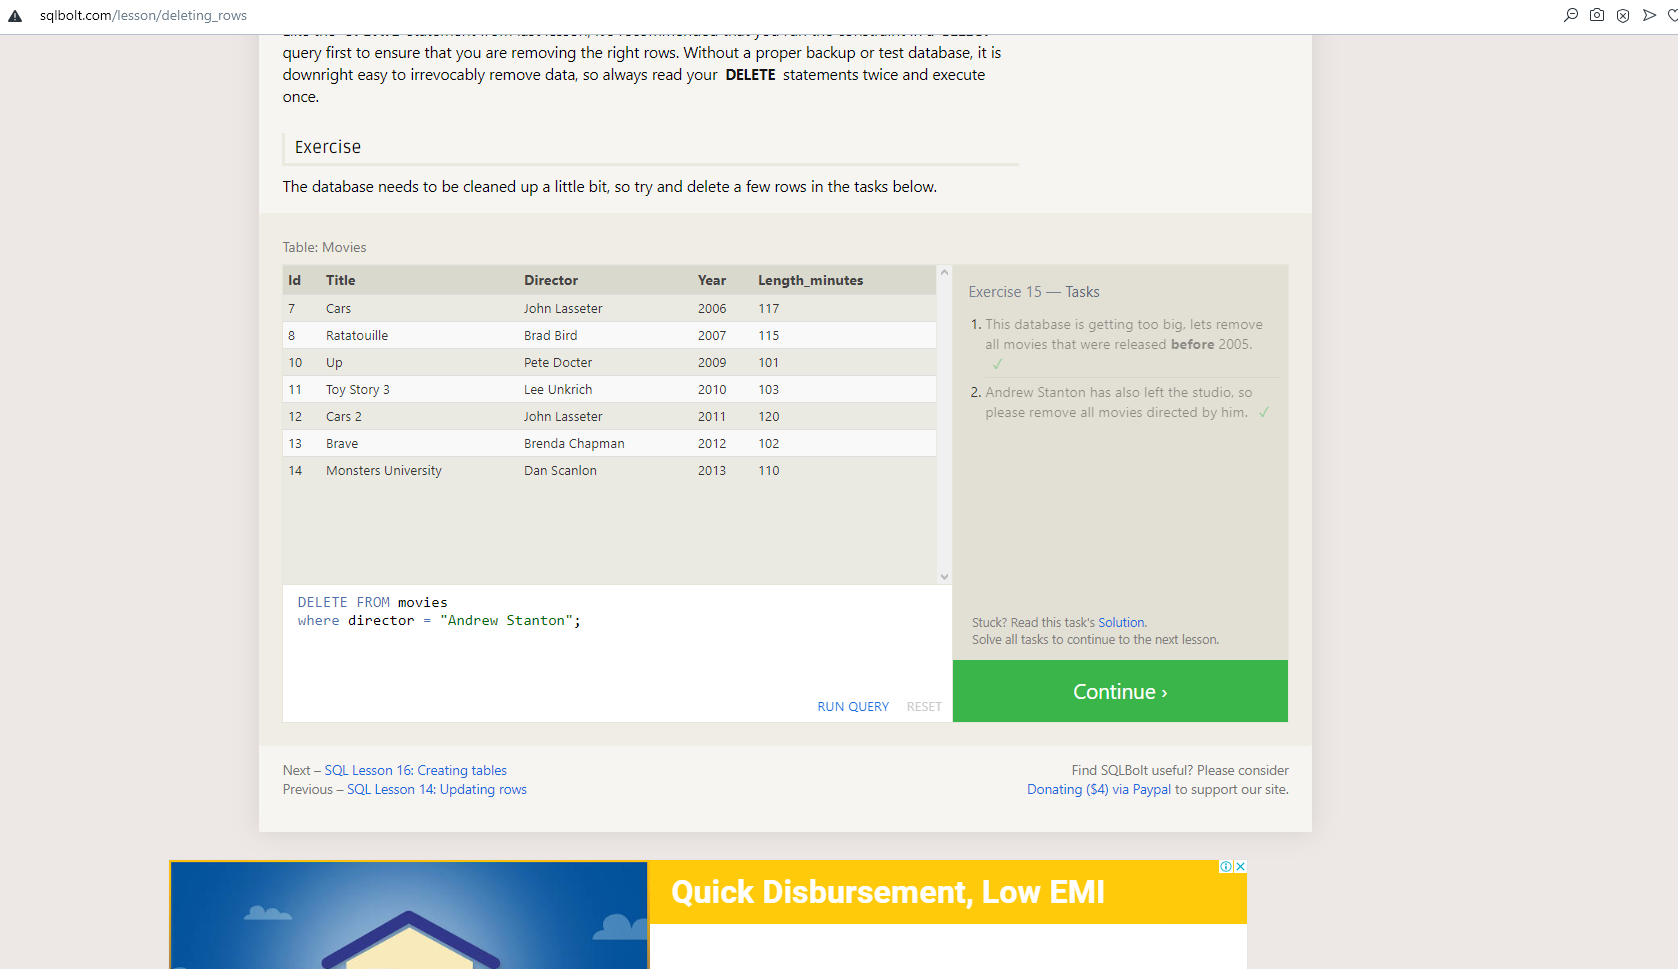 sqlbolt.com/lesson/deleting_rows
query first to ensure that you are removing the right rows. Without a proper backup or test database, it is
downright easy to irrevocably remove data, so always read your DELETE statements twice and execute
once.
Exercise
The database needs to be cleaned up a little bit, so try and delete a few rows in the tasks below.
Table: Movies
Id Title Director Year Length_minutes
7 Cars John Lasseter 2006 117
8 Ratatouille Brad Bird 2007 115
10 Up Pete Docter 2009 101
11 Toy Story 3 Lee Unkrich 2010 103
12 Cars 2 John Lasseter 2011 120
13 Brave Brenda Chapman 2012 102
14 Monsters University Dan Scanlon 2013 110
DELETE FROM movies
where director = "Andrew Stanton";
RUN QUERY RESET
Exercise 15 — Tasks
1. This database is getting too big, lets remove
all movies that were released before 2005.
✓
2. Andrew Stanton has also left the studio, so
please remove all movies directed by him. ✓
Stuck? Read this task's Solution.
Solve all tasks to continue to the next lesson.
Continue ›
Next – SQL Lesson 16: Creating tables
Previous – SQL Lesson 14: Updating rows
Find SQLBolt useful? Please consider
Donating ($4) via Paypal to support our site.
Quick Disbursement, Low EMI